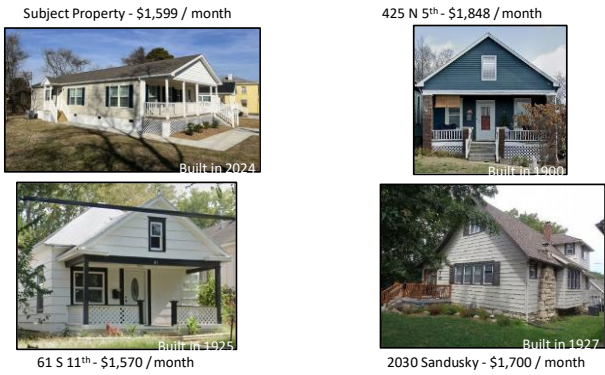 Subject Property - $1,599 / month
425 N 5th - $1,848 / month
Built in 2024
Built in 1900
Built in 1925
Built in 1927
61 S 11th - $1,570 / month
2030 Sandusky - $1,700 / month